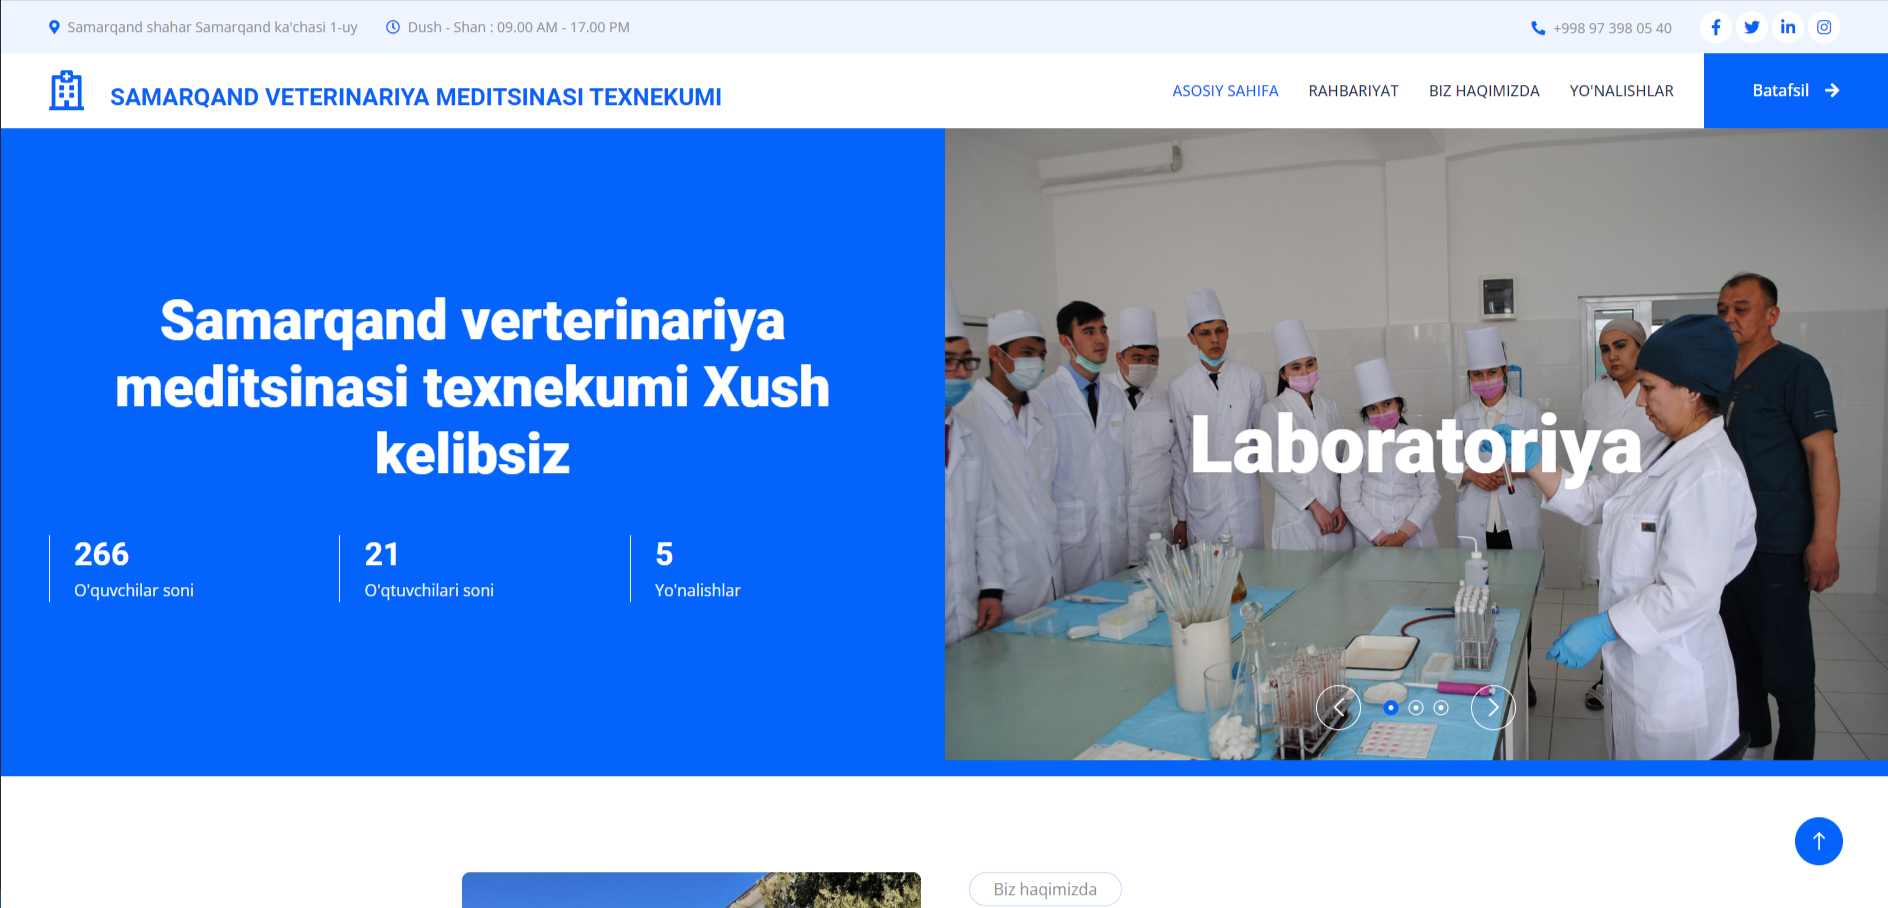 Samarqand shahar Samarqand ka'chasi 1-uy
Dush - Shan : 09.00 AM - 17.00 PM
+998 97 398 05 40
SAMARQAND VETERINARIYA MEDITSINASI TEXNEKUMI
ASOSIY SAHIFA
RAHBARIYAT
BIZ HAQIMIZDA
YO'NALISHLAR
Batafsil
Samarqand verterinariya
meditsinasi texnekumi Xush
kelibsiz
266
O'quvchilar soni
21
O'qtuvchilari soni
5
Yo'nalishlar
Laboratoriya
Biz haqimizda